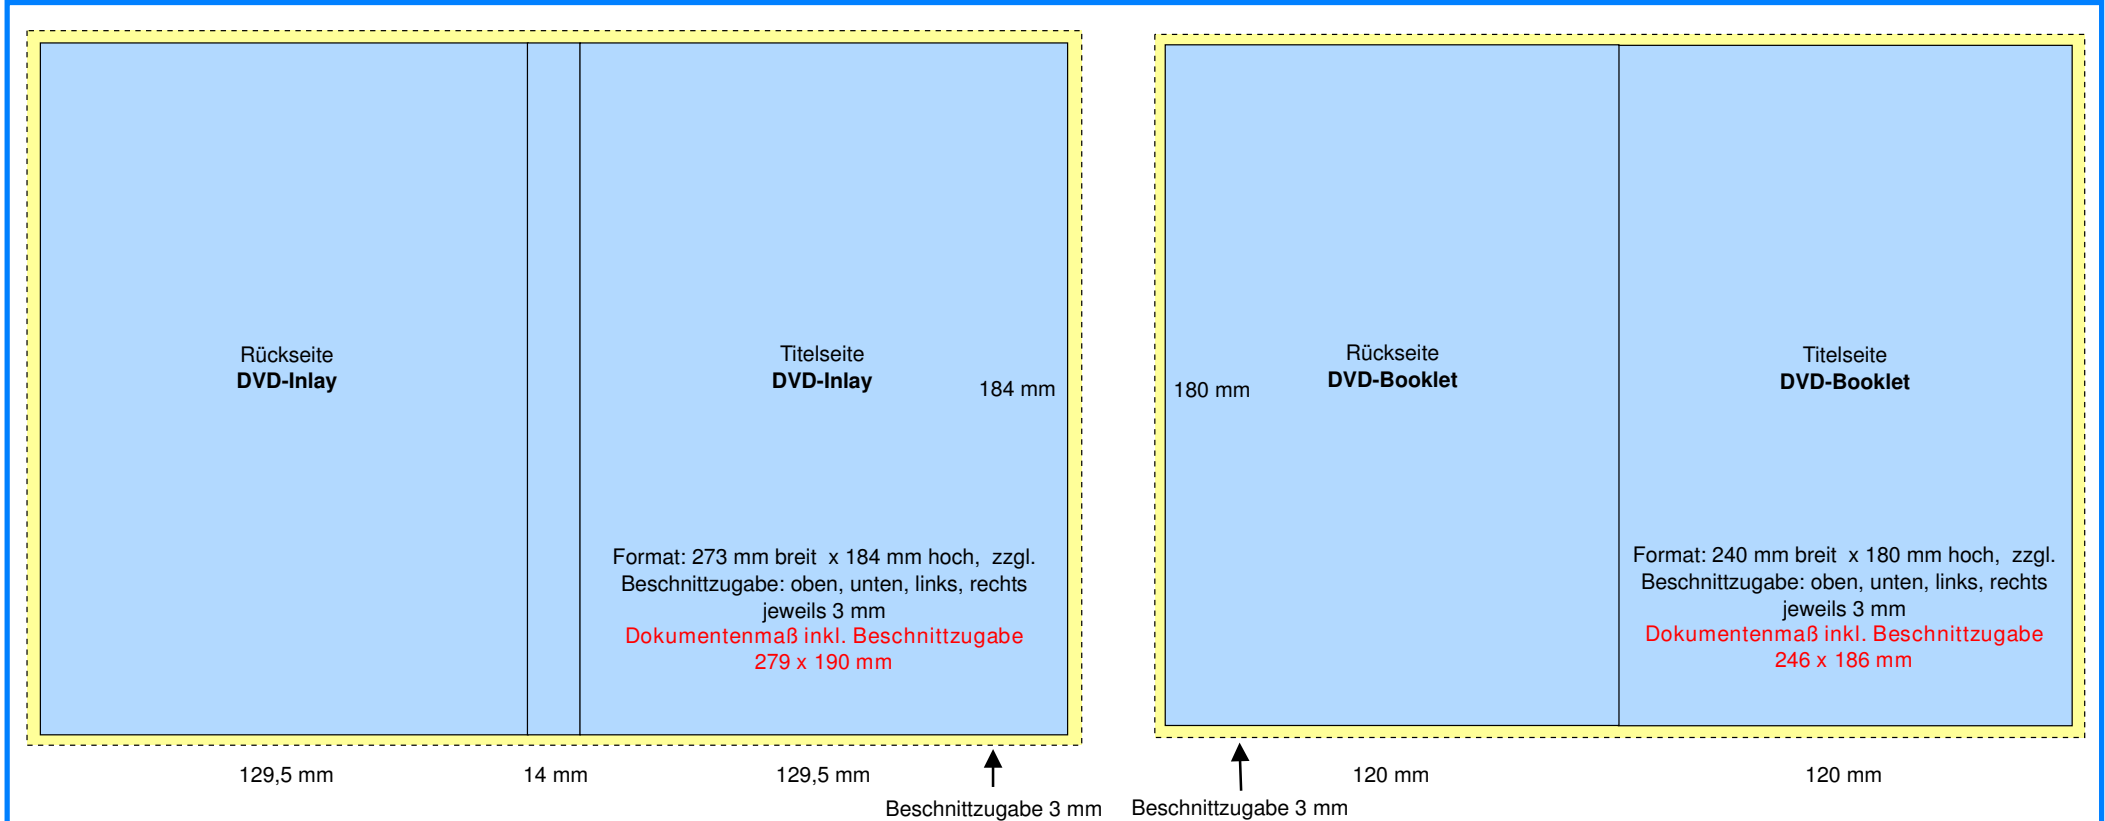 Rückseite
DVD-Inlay
Titelseite
DVD-Inlay
184 mm
Format: 273 mm breit  x 184 mm hoch,  zzgl.
Beschnittzugabe: oben, unten, links, rechts
jeweils 3 mm
Dokumentenmaß inkl. Beschnittzugabe
279 x 190 mm
129,5 mm
14 mm
129,5 mm
Beschnittzugabe 3 mm
180 mm
Rückseite
DVD-Booklet
Titelseite
DVD-Booklet
Format: 240 mm breit  x 180 mm hoch,  zzgl.
Beschnittzugabe: oben, unten, links, rechts
jeweils 3 mm
Dokumentenmaß inkl. Beschnittzugabe
246 x 186 mm
Beschnittzugabe 3 mm
120 mm
120 mm